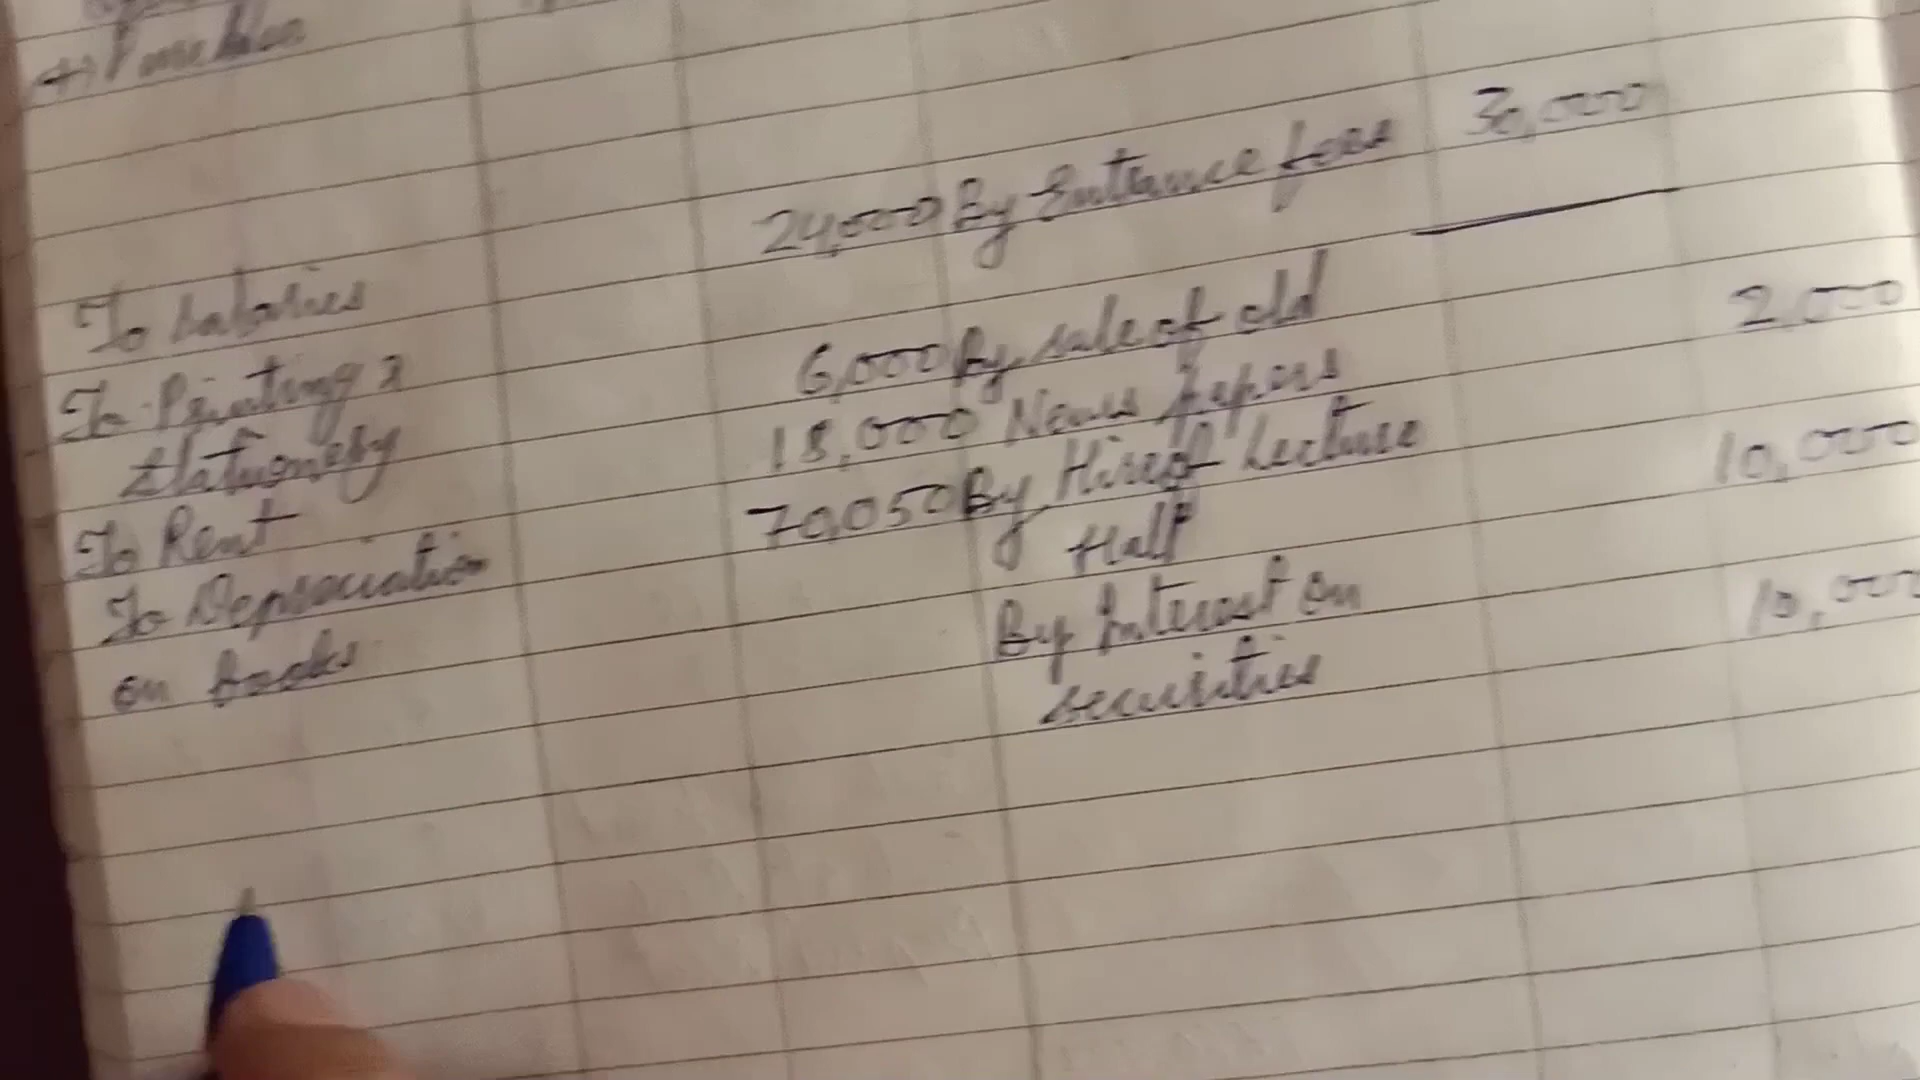 24,000 By Entrance fees 30,000
To salaries
6,000 By sale of old 2,000
To Printing &
18,000 News papers
stationery
70,050 By Hire of Lecture 10,000
To Rent
Hall
To Depreciation
By Interest on 10,000
on books
securities